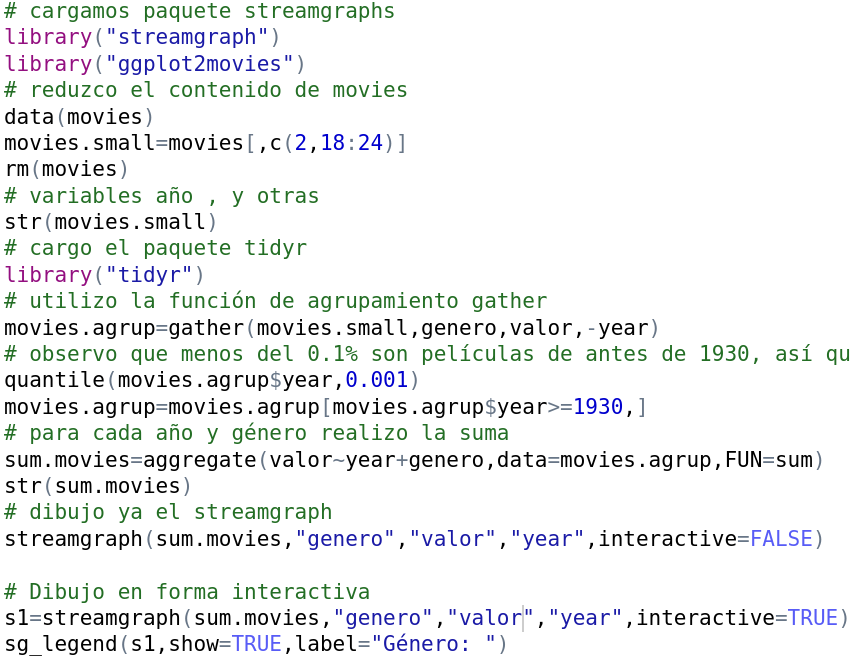 # cargamos paquete streamgraphs
library("streamgraph")
library("ggplot2movies")
# reduzco el contenido de movies
data(movies)
movies.small=movies[,c(2,18:24)]
rm(movies)
# variables año , y otras
str(movies.small)
# cargo el paquete tidyr
library("tidyr")
# utilizo la función de agrupamiento gather
movies.agrup=gather(movies.small,genero,valor,-year)
# observo que menos del 0.1% son películas de antes de 1930, así qu
quantile(movies.agrup$year,0.001)
movies.agrup=movies.agrup[movies.agrup$year>=1930,]
# para cada año y género realizo la suma
sum.movies=aggregate(valor~year+genero,data=movies.agrup,FUN=sum)
str(sum.movies)
# dibujo ya el streamgraph
streamgraph(sum.movies,"genero","valor","year",interactive=FALSE)
# Dibujo en forma interactiva
s1=streamgraph(sum.movies,"genero","valor","year",interactive=TRUE)
sg_legend(s1,show=TRUE,label="Género: ")